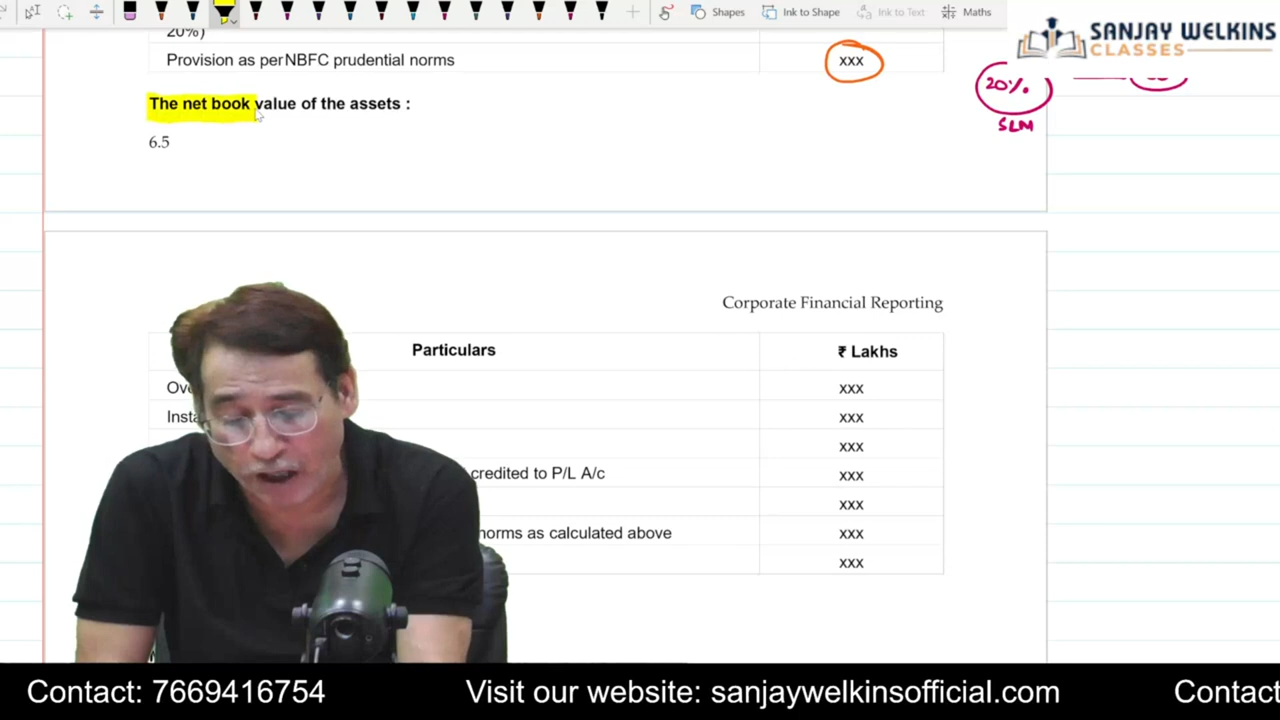 Shapes
Ink to Shape
Ink to Text
Maths
SANJAY WELKINS
CLASSES
20%)
Provision as per NBFC prudential norms xxx
20%
SLM
The net book value of the assets :
6.5
Corporate Financial Reporting
Particulars ₹ Lakhs
xxx
xxx
xxx
credited to P/L A/c xxx
xxx
norms as calculated above xxx
xxx
Contact: 7669416754 Visit our website: sanjaywelkinsofficial.com Contact